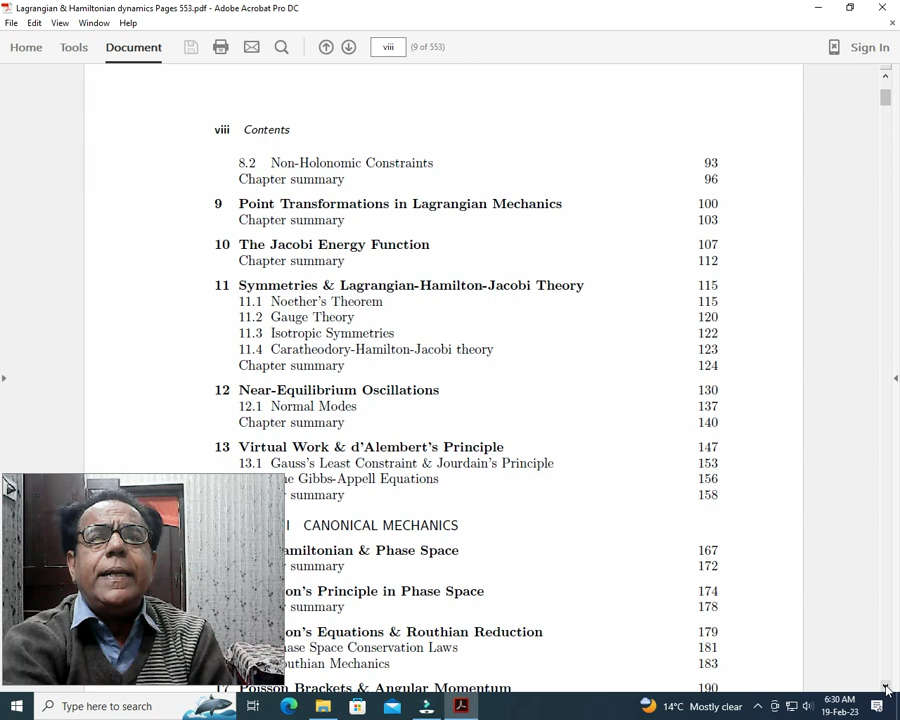 Lagrangian & Hamiltonian dynamics Pages 553.pdf - Adobe Acrobat Pro DC
File Edit View Window Help
Home Tools Document viii (9 of 553) Sign In
viii Contents
8.2 Non-Holonomic Constraints 93
Chapter summary 96
9 Point Transformations in Lagrangian Mechanics 100
Chapter summary 103
10 The Jacobi Energy Function 107
Chapter summary 112
11 Symmetries & Lagrangian-Hamilton-Jacobi Theory 115
11.1 Noether's Theorem 115
11.2 Gauge Theory 120
11.3 Isotropic Symmetries 122
11.4 Caratheodory-Hamilton-Jacobi theory 123
Chapter summary 124
12 Near-Equilibrium Oscillations 130
12.1 Normal Modes 137
Chapter summary 140
13 Virtual Work & d'Alembert's Principle 147
13.1 Gauss's Least Constraint & Jourdain's Principle 153
Gibbs-Appell Equations 156
summary 158
CANONICAL MECHANICS
& Phase Space 167
summary 172
Principle in Phase Space 174
summary 178
Equations & Routhian Reduction 179
Space Conservation Laws 181
Mechanics 183
17 Poisson Brackets & Angular Momentum 190
Type here to search
14°C Mostly clear
6:30 AM
19-Feb-23